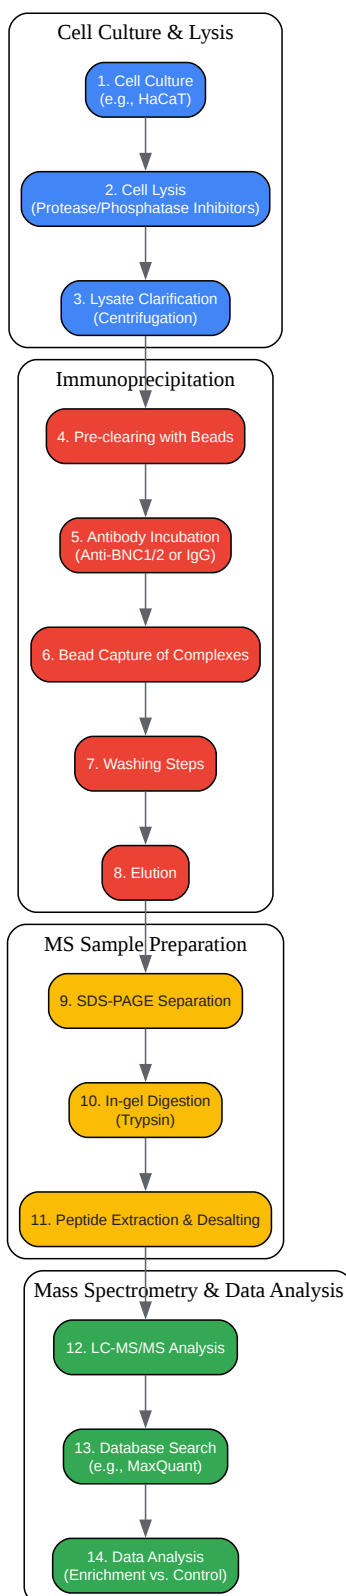 Cell Culture & Lysis
1. Cell Culture
(e.g., HaCaT)
2. Cell Lysis
(Protease/Phosphatase Inhibitors)
3. Lysate Clarification
(Centrifugation)
Immunoprecipitation
4. Pre-clearing with Beads
5. Antibody Incubation
(Anti-BNC1/2 or IgG)
6. Bead Capture of Complexes
7. Washing Steps
8. Elution
MS Sample Preparation
9. SDS-PAGE Separation
10. In-gel Digestion
(Trypsin)
11. Peptide Extraction & Desalting
Mass Spectrometry & Data Analysis
12. LC-MS/MS Analysis
13. Database Search
(e.g., MaxQuant)
14. Data Analysis
(Enrichment vs. Control)